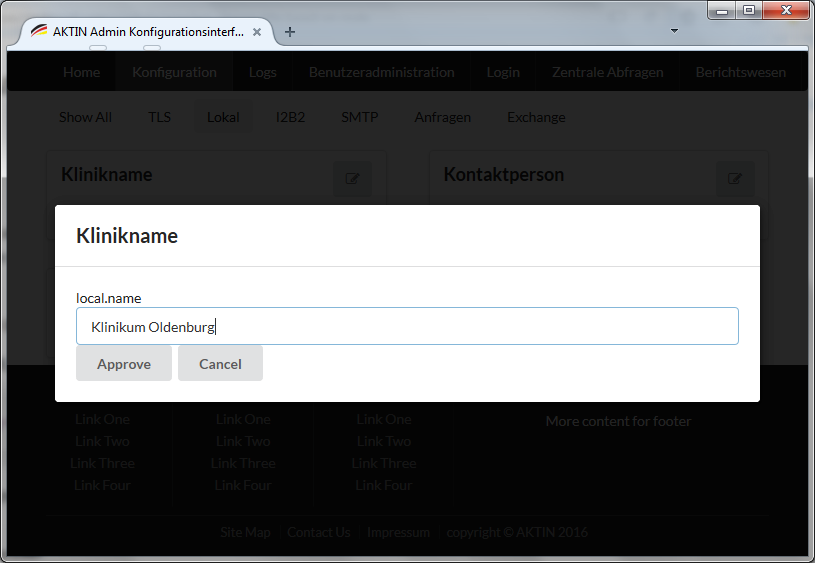 AKTIN Admin Konfigurationsinterf...
Home Konfiguration Logs Benutzeradministration Login Zentrale Abfragen Berichtswesen
Show All TLS Lokal I2B2 SMTP Anfragen Exchange
Klinikname Kontaktperson
Klinikname
local.name
Klinikum Oldenburg
Approve Cancel
Link One Link One Link One More content for footer
Link Two Link Two Link Two
Link Three Link Three Link Three
Link Four Link Four Link Four
Site Map Contact Us Impressum copyright © AKTIN 2016